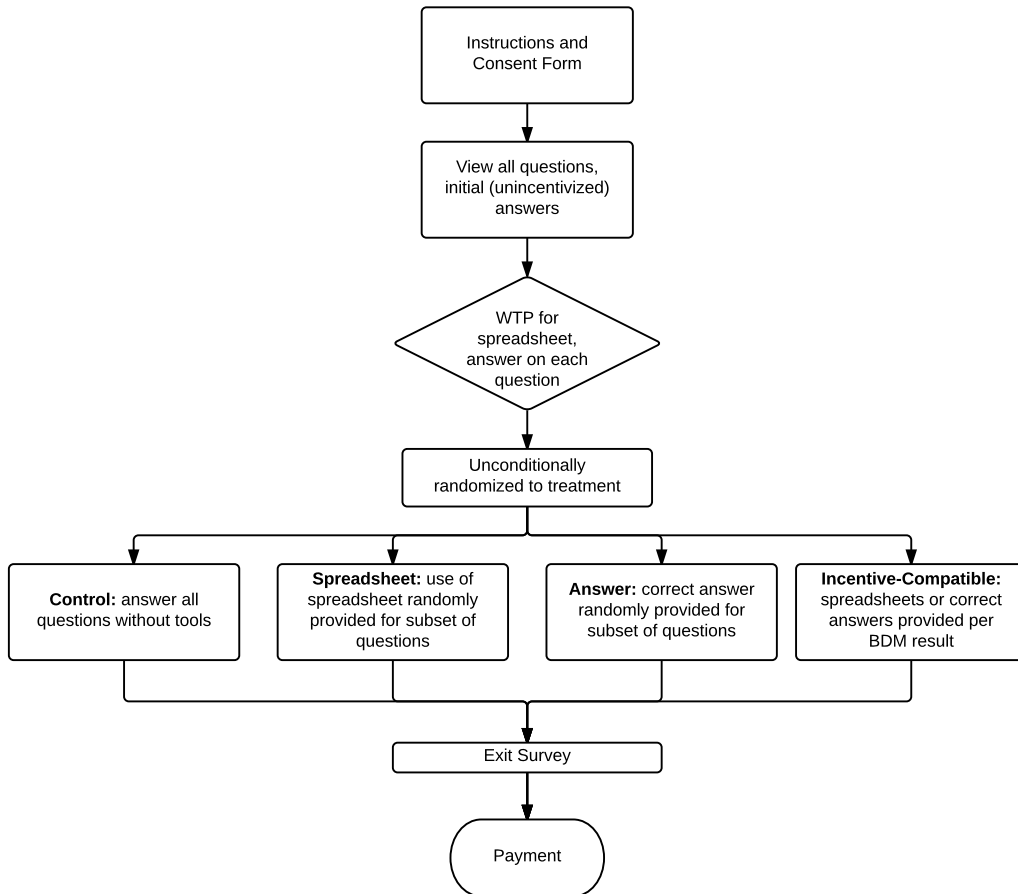 Instructions and
Consent Form
View all questions,
initial (unincentivized)
answers
WTP for
spreadsheet,
answer on each
question
Unconditionally
randomized to treatment
Control: answer all
questions without tools
Spreadsheet: use of
spreadsheet randomly
provided for subset of
questions
Answer: correct answer
randomly provided for
subset of questions
Incentive-Compatible:
spreadsheets or correct
answers provided per
BDM result
Exit Survey
Payment